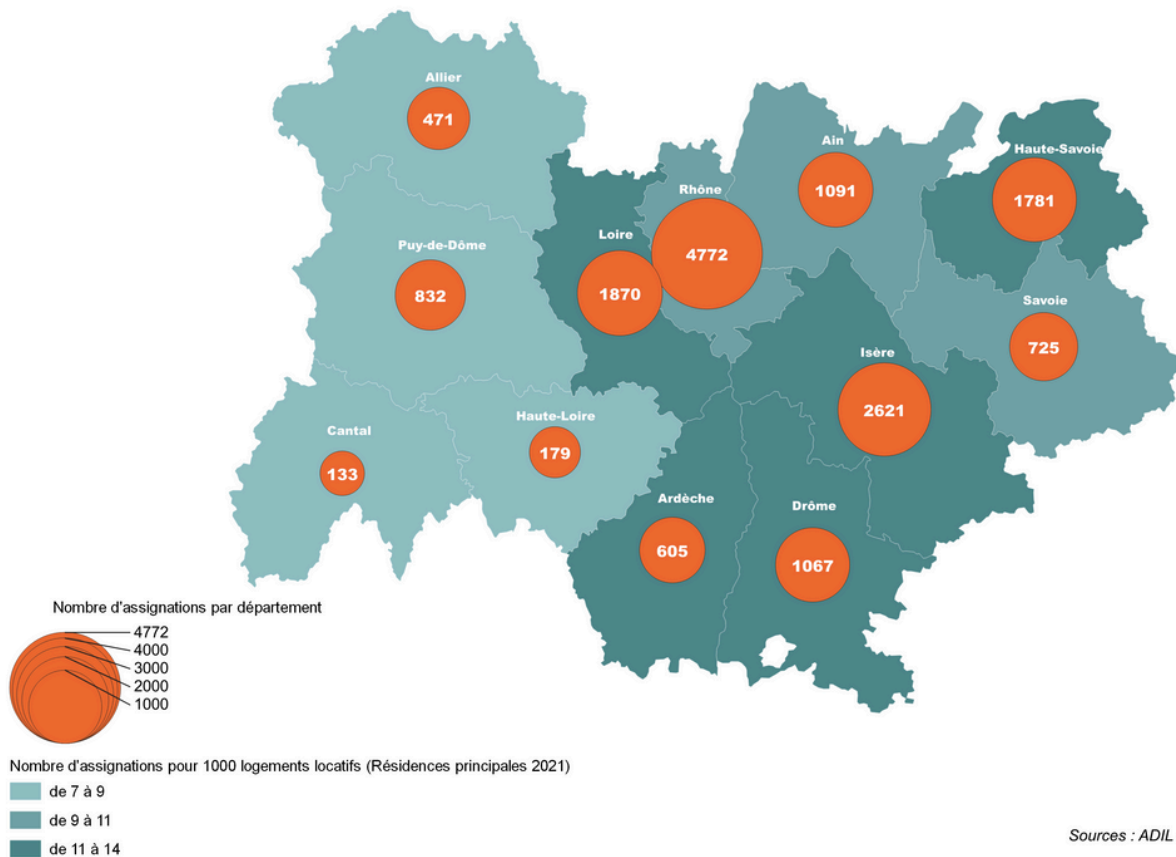 Allier
471
Ain
1091
Haute-Savoie
1781
Rhône
4772
Loire
1870
Puy-de-Dôme
832
Savoie
725
Isère
2621
Haute-Loire
179
Cantal
133
Ardèche
605
Drôme
1067
Nombre d'assignations par département
4772
4000
3000
2000
1000
Nombre d'assignations pour 1000 logements locatifs (Résidences principales 2021)
de 7 à 9
de 9 à 11
de 11 à 14
Sources : ADIL